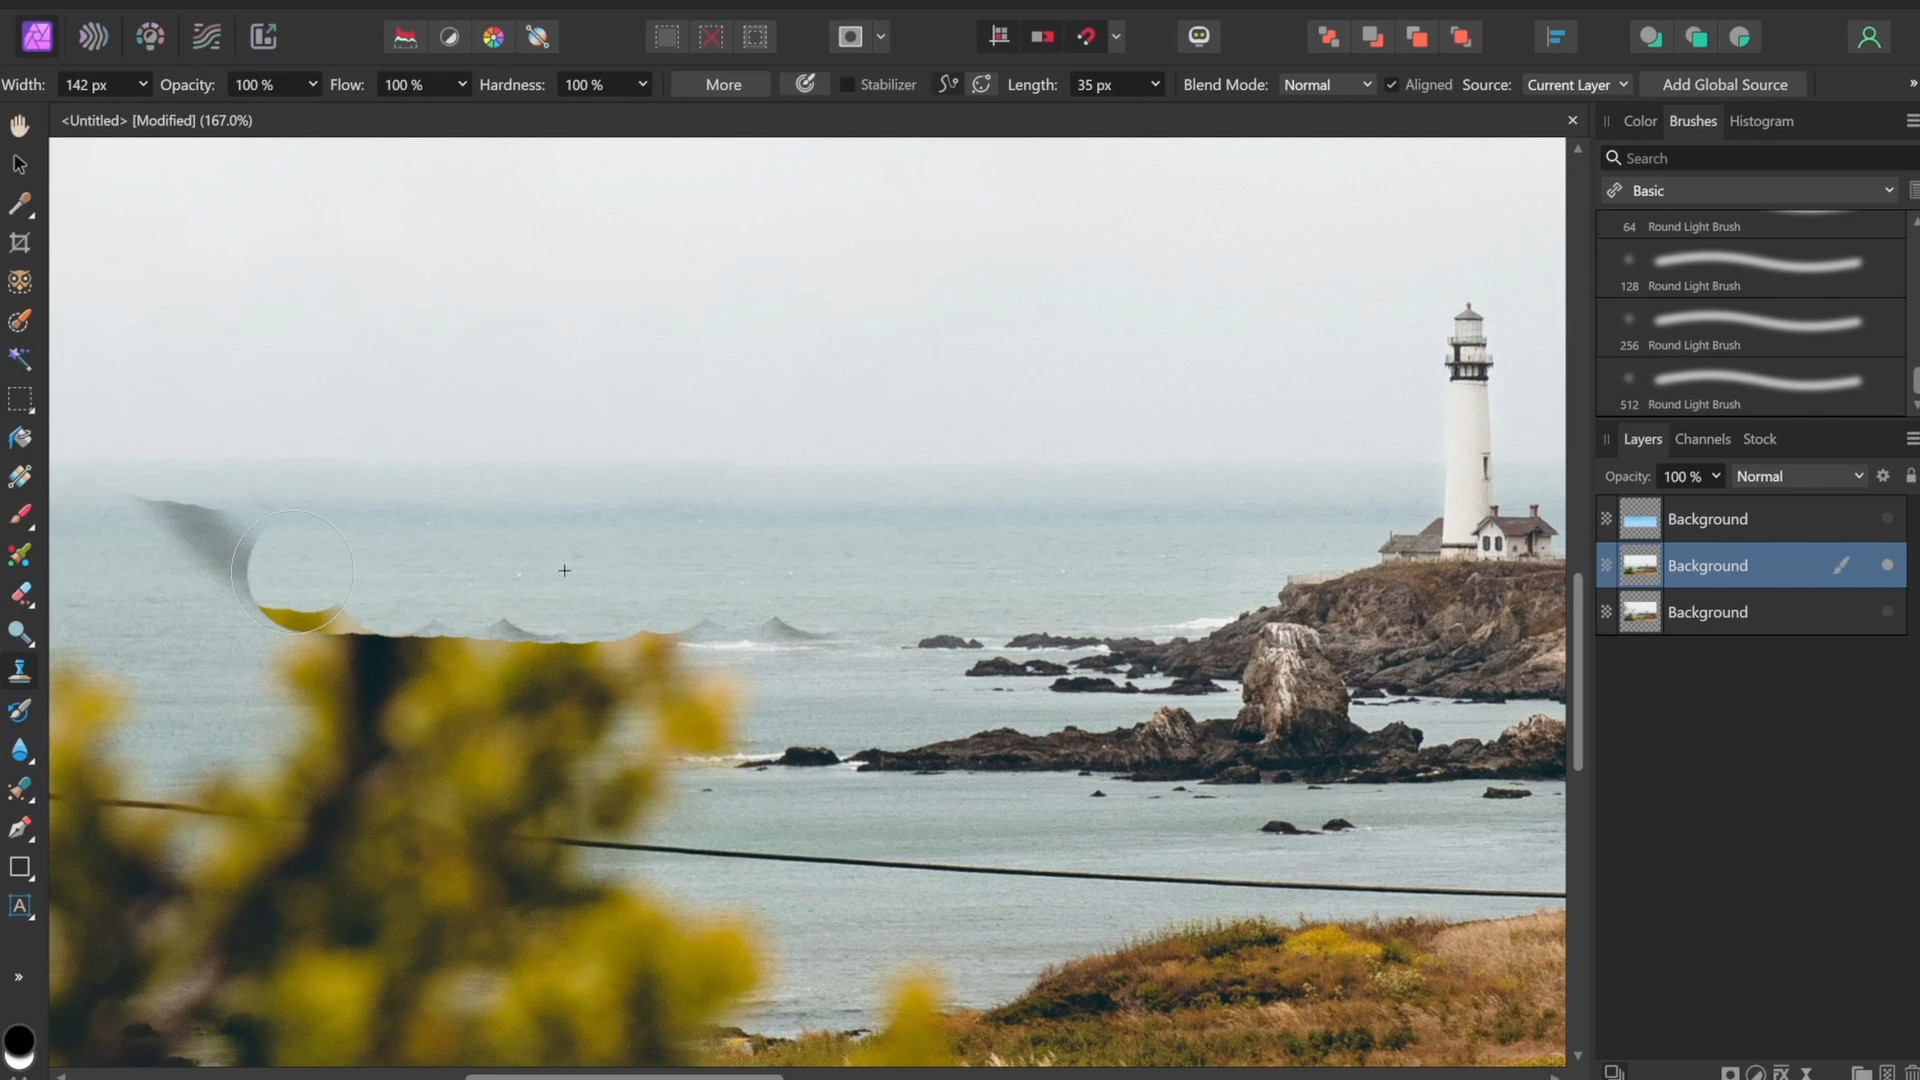 Width: 142 px Opacity: 100 % Flow: 100 % Hardness: 100 % More Stabilizer Length: 35 px Blend Mode: Normal Aligned Source: Current Layer Add Global Source
<Untitled> [Modified] (167.0%)
Color Brushes Histogram
Search
Basic
64 Round Light Brush
128 Round Light Brush
256 Round Light Brush
512 Round Light Brush
Layers Channels Stock
Opacity: 100 % Normal
Background
Background
Background
A